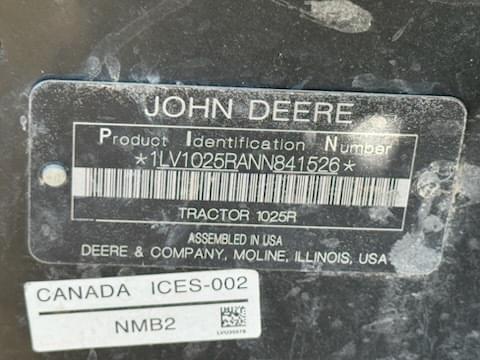 JOHN DEERE
Product Identification Number
*1LV1025RANN841526*
TRACTOR 1025R
ASSEMBLED IN USA
DEERE & COMPANY, MOLINE, ILLINOIS, USA
CANADA ICES-002
NMB2